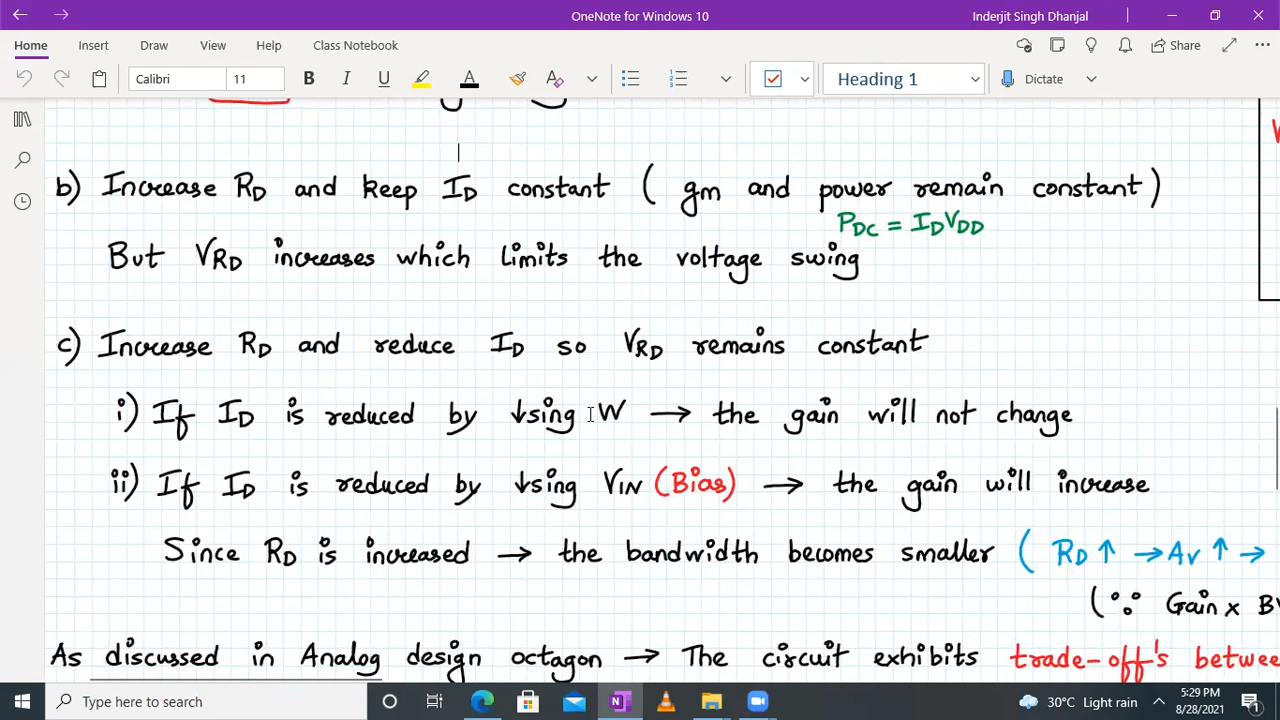 OneNote for Windows 10
Inderjit Singh Dhanjal
Home Insert Draw View Help Class Notebook Share
Calibri 11 B I U A Heading 1 Dictate
b) Increase RD and keep ID constant ( gm and power remain constant )
PDC = IDVDD
But VRD increases which limits the voltage swing
c) Increase RD and reduce ID so VRD remains constant
i) If ID is reduced by ↓sing W → the gain will not change
ii) If ID is reduced by ↓sing VIN (Bias) → the gain will increase
Since RD is increased → the bandwidth becomes smaller ( RD ↑ → Av ↑ →
(∵ Gain x B
As discussed in Analog design octagon → The circuit exhibits trade-off's betwee
Type here to search
30°C Light rain
5:29 PM
8/28/2021
1